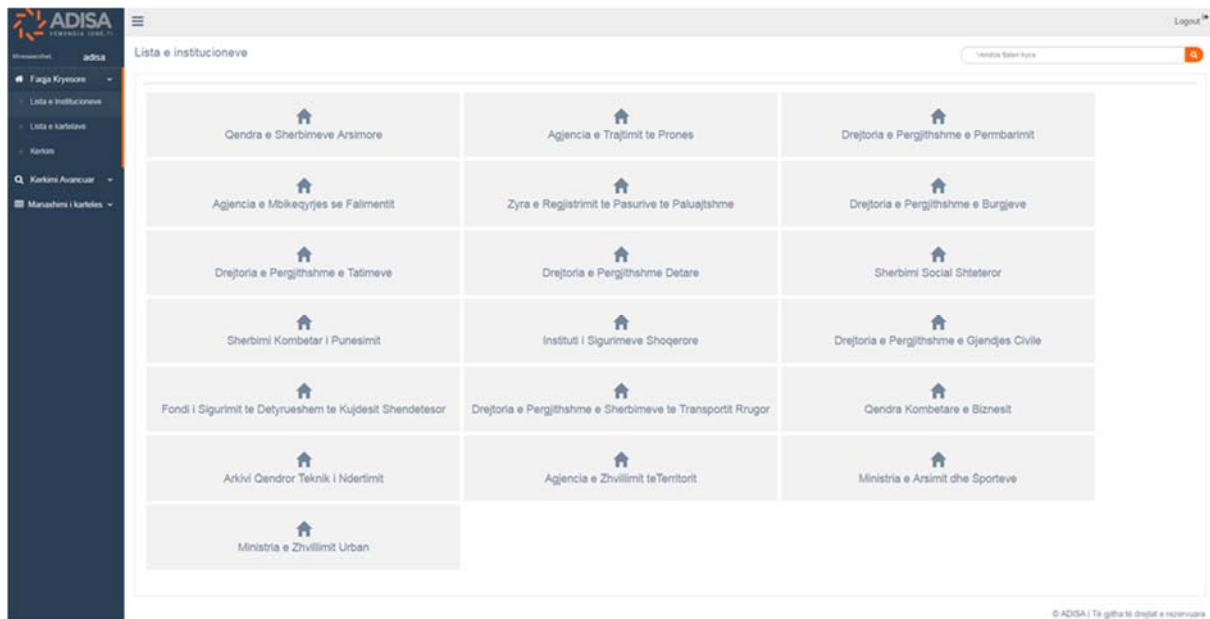 ADISA
Logout
adisa
Lista e institucioneve
Faqja Kryesore
Lista e Institucioneve
Lista e kartelave
Kerkim
Kerkimi Avancuar
Manaxhimi i karteles
Qendra e Sherbimeve Arsimore
Agjencia e Trajtimit te Prones
Drejtoria e Pergjithshme e Permbarimit
Agjencia e Mbikeqyrjes se Falimentit
Zyra e Regjistrimit te Pasurive te Paluajtshme
Drejtoria e Pergjithshme e Burgjeve
Drejtoria e Pergjithshme e Tatimeve
Drejtoria e Pergjithshme Detare
Sherbimi Social Shteteror
Sherbimi Kombetar i Punesimit
Instituti i Sigurimeve Shoqerore
Drejtoria e Pergjithshme e Gjendjes Civile
Fondi i Sigurimit te Detyrueshem te Kujdesit Shendetesor
Drejtoria e Pergjithshme e Sherbimeve te Transportit Rrugor
Qendra Kombetare e Biznesit
Arkivi Qendror Teknik i Ndertimit
Agjencia e Zhvillimit teTerritorit
Ministria e Arsimit dhe Sporteve
Ministria e Zhvillimit Urban
© ADISA | Të gjitha të drejtat e rezervuara